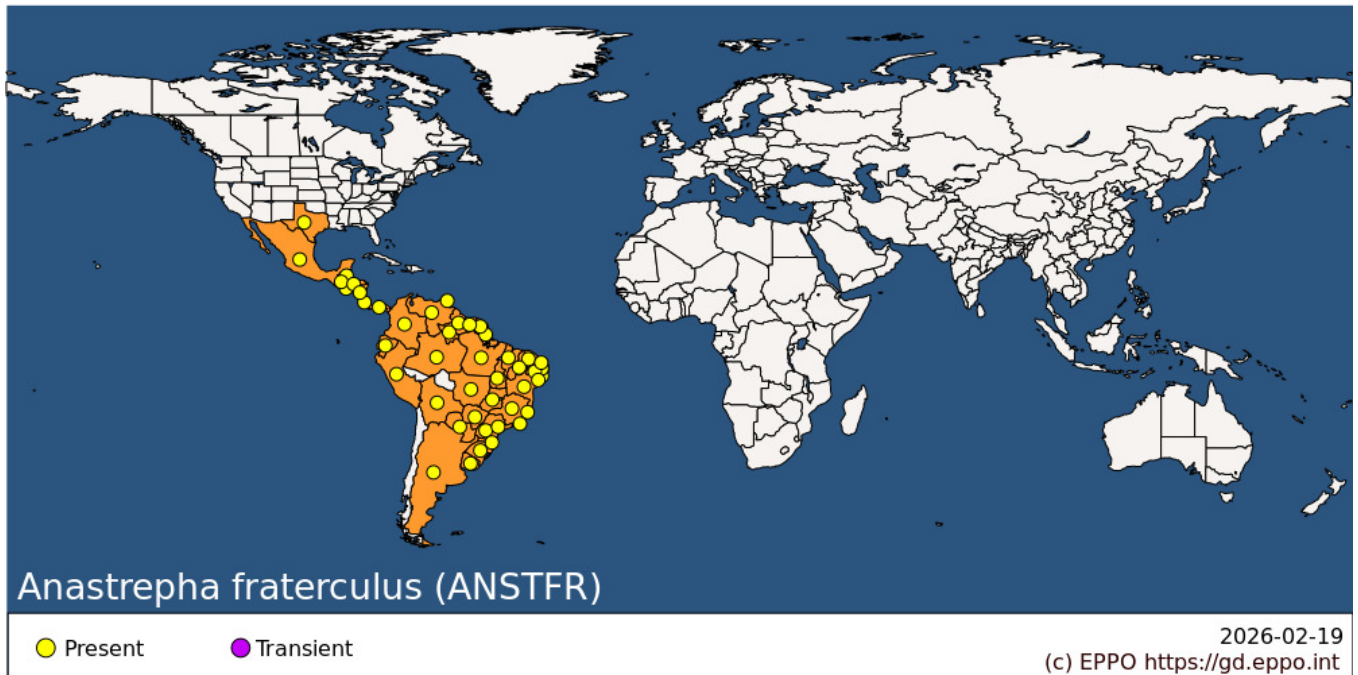 Anastrepha fraterculus (ANSTFR)
Present
Transient
2026-02-19
(c) EPPO https://gd.eppo.int